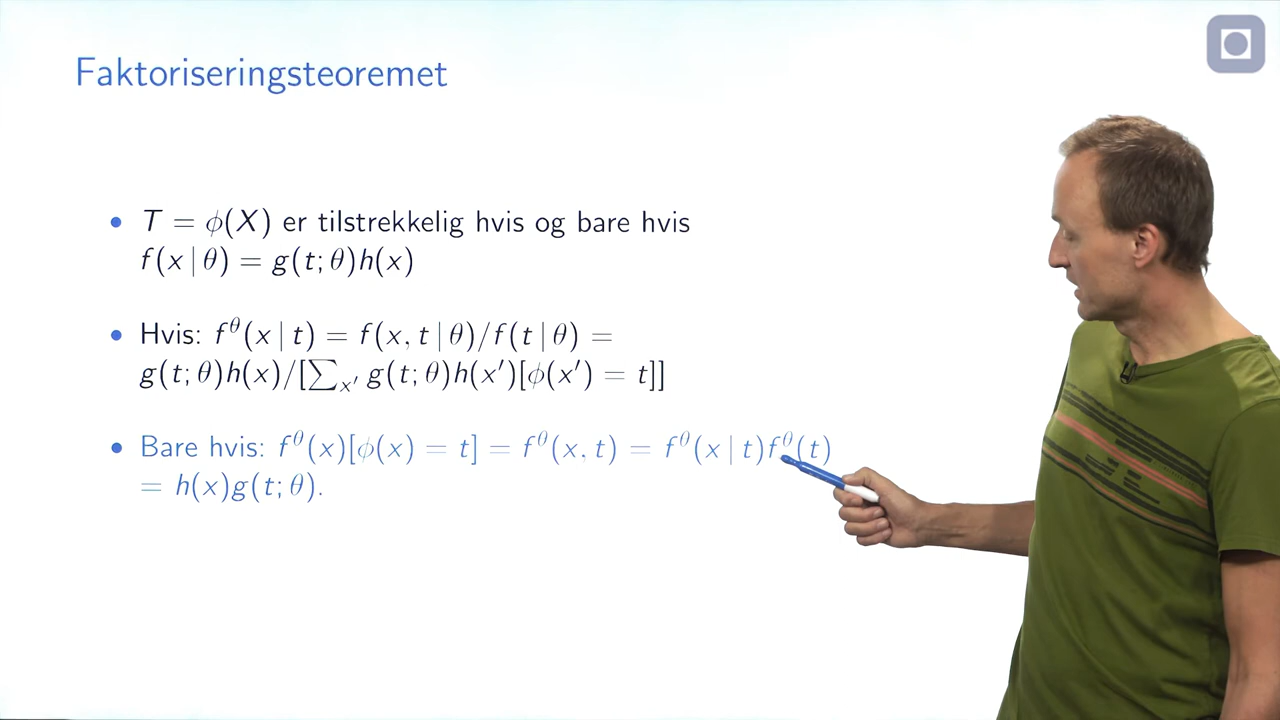 Faktoriseringsteoremet
• T = ϕ(X) er tilstrekkelig hvis og bare hvis
f(x | θ) = g(t; θ)h(x)
• Hvis: f^θ(x | t) = f(x, t | θ)/f(t | θ) =
g(t; θ)h(x)/[∑_{x′} g(t; θ)h(x′)[ϕ(x′) = t]]
• Bare hvis: f^θ(x)[ϕ(x) = t] = f^θ(x, t) = f^θ(x | t)f^θ(t)
= h(x)g(t; θ).